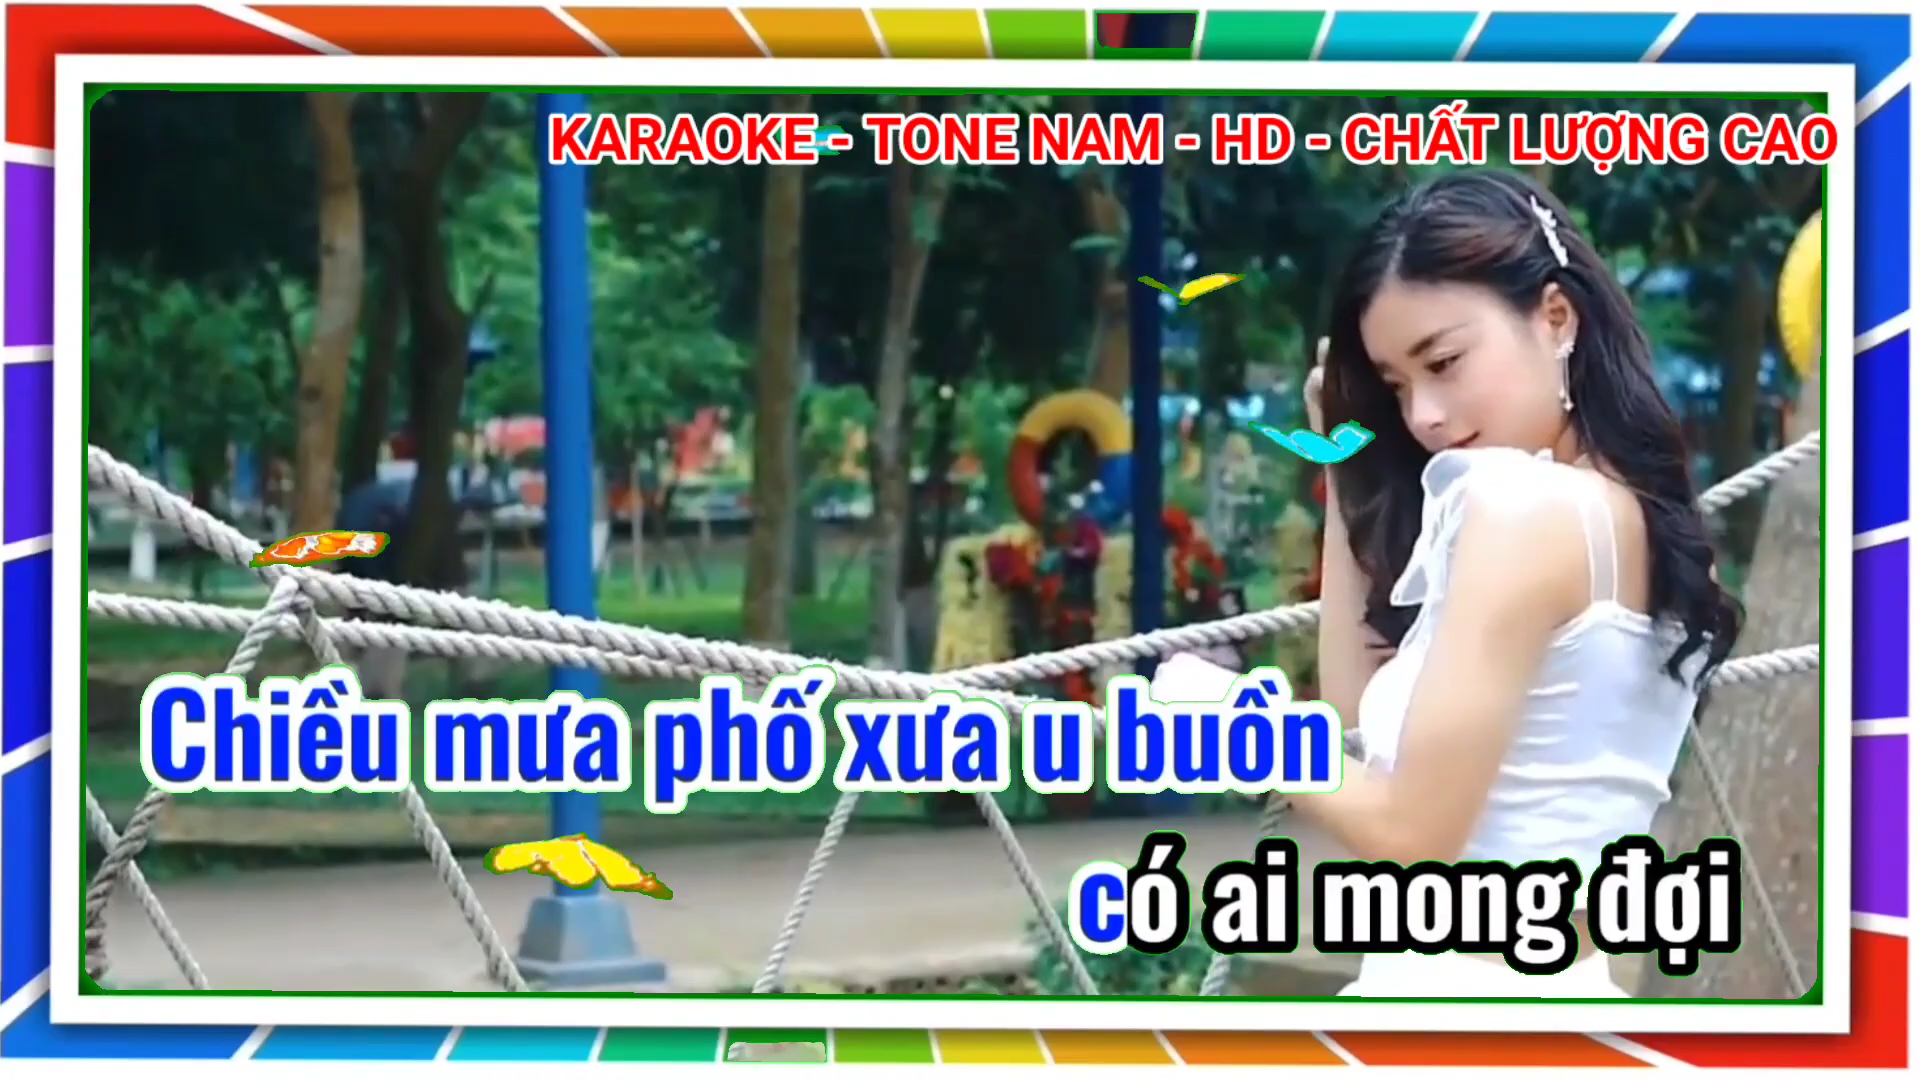 KARAOKE - TONE NAM - HD - CHẤT LƯỢNG CAO
Chiều mưa phố xưa u buồn
có ai mong đợi